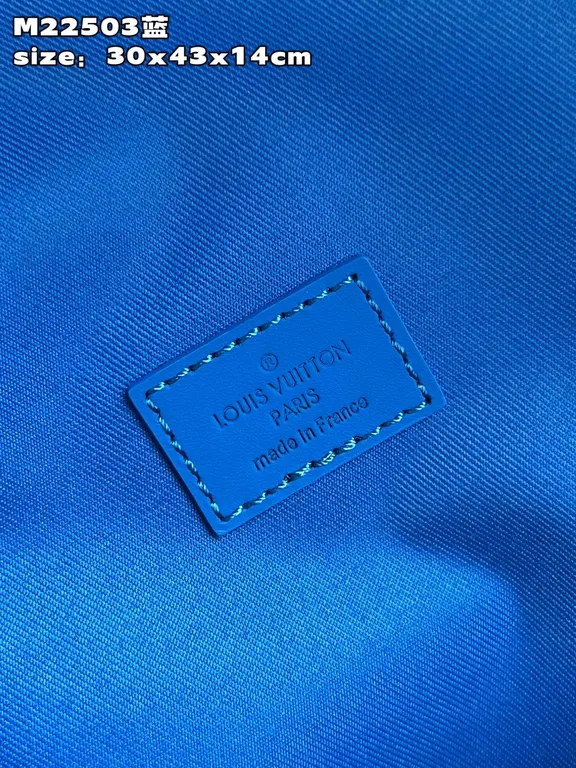 M22503蓝
size：30x43x14cm
®
LOUIS VUITTON
PARIS
made in France